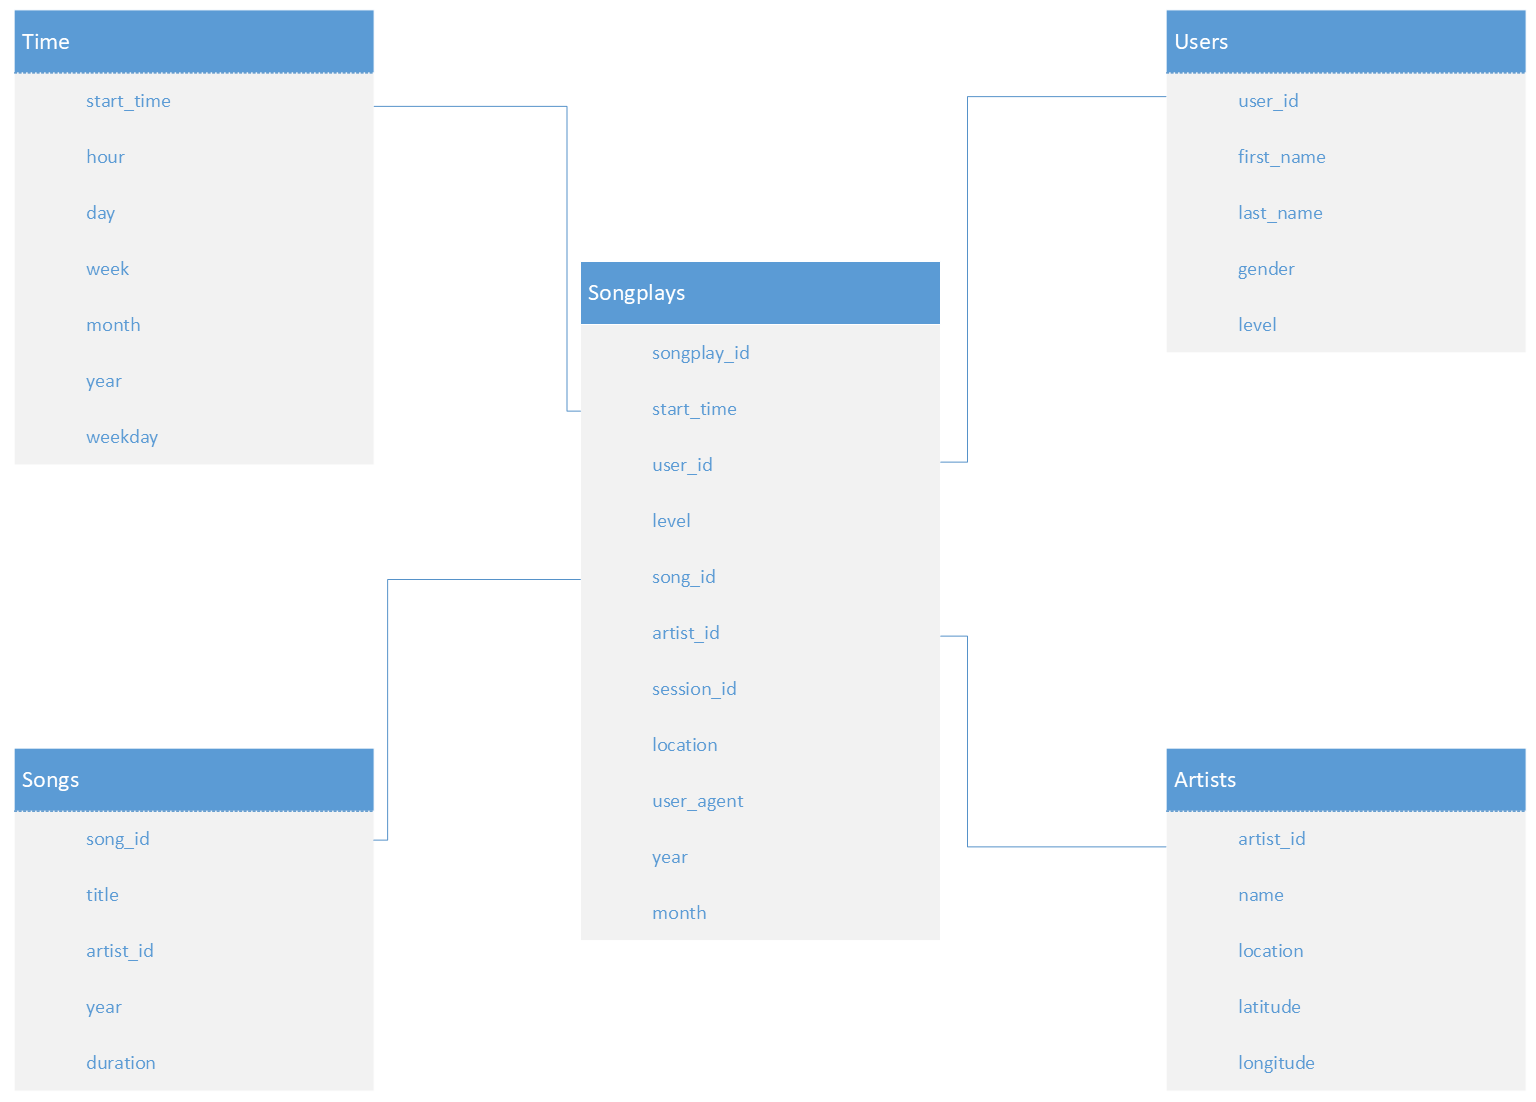 Time
start_time
hour
day
week
month
year
weekday
Users
user_id
first_name
last_name
gender
level
Songplays
songplay_id
start_time
user_id
level
song_id
artist_id
session_id
location
user_agent
year
month
Songs
song_id
title
artist_id
year
duration
Artists
artist_id
name
location
latitude
longitude